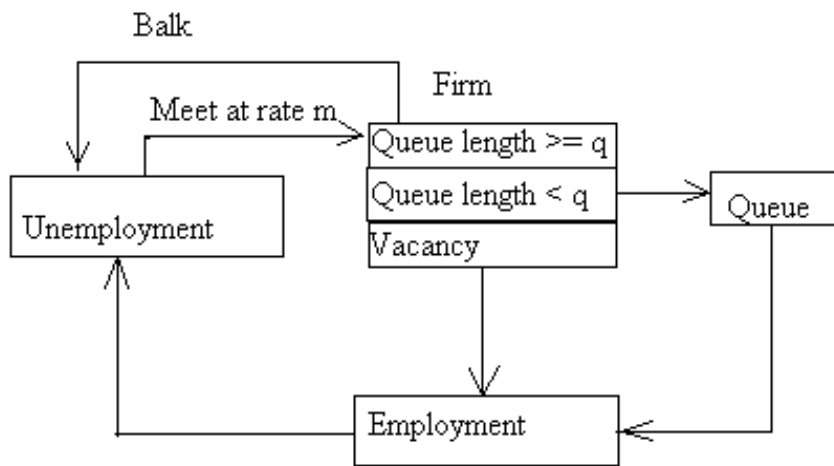 Balk
Firm
Meet at rate m
Queue length >= q
Queue length < q
Queue
Unemployment
Vacancy
Employment